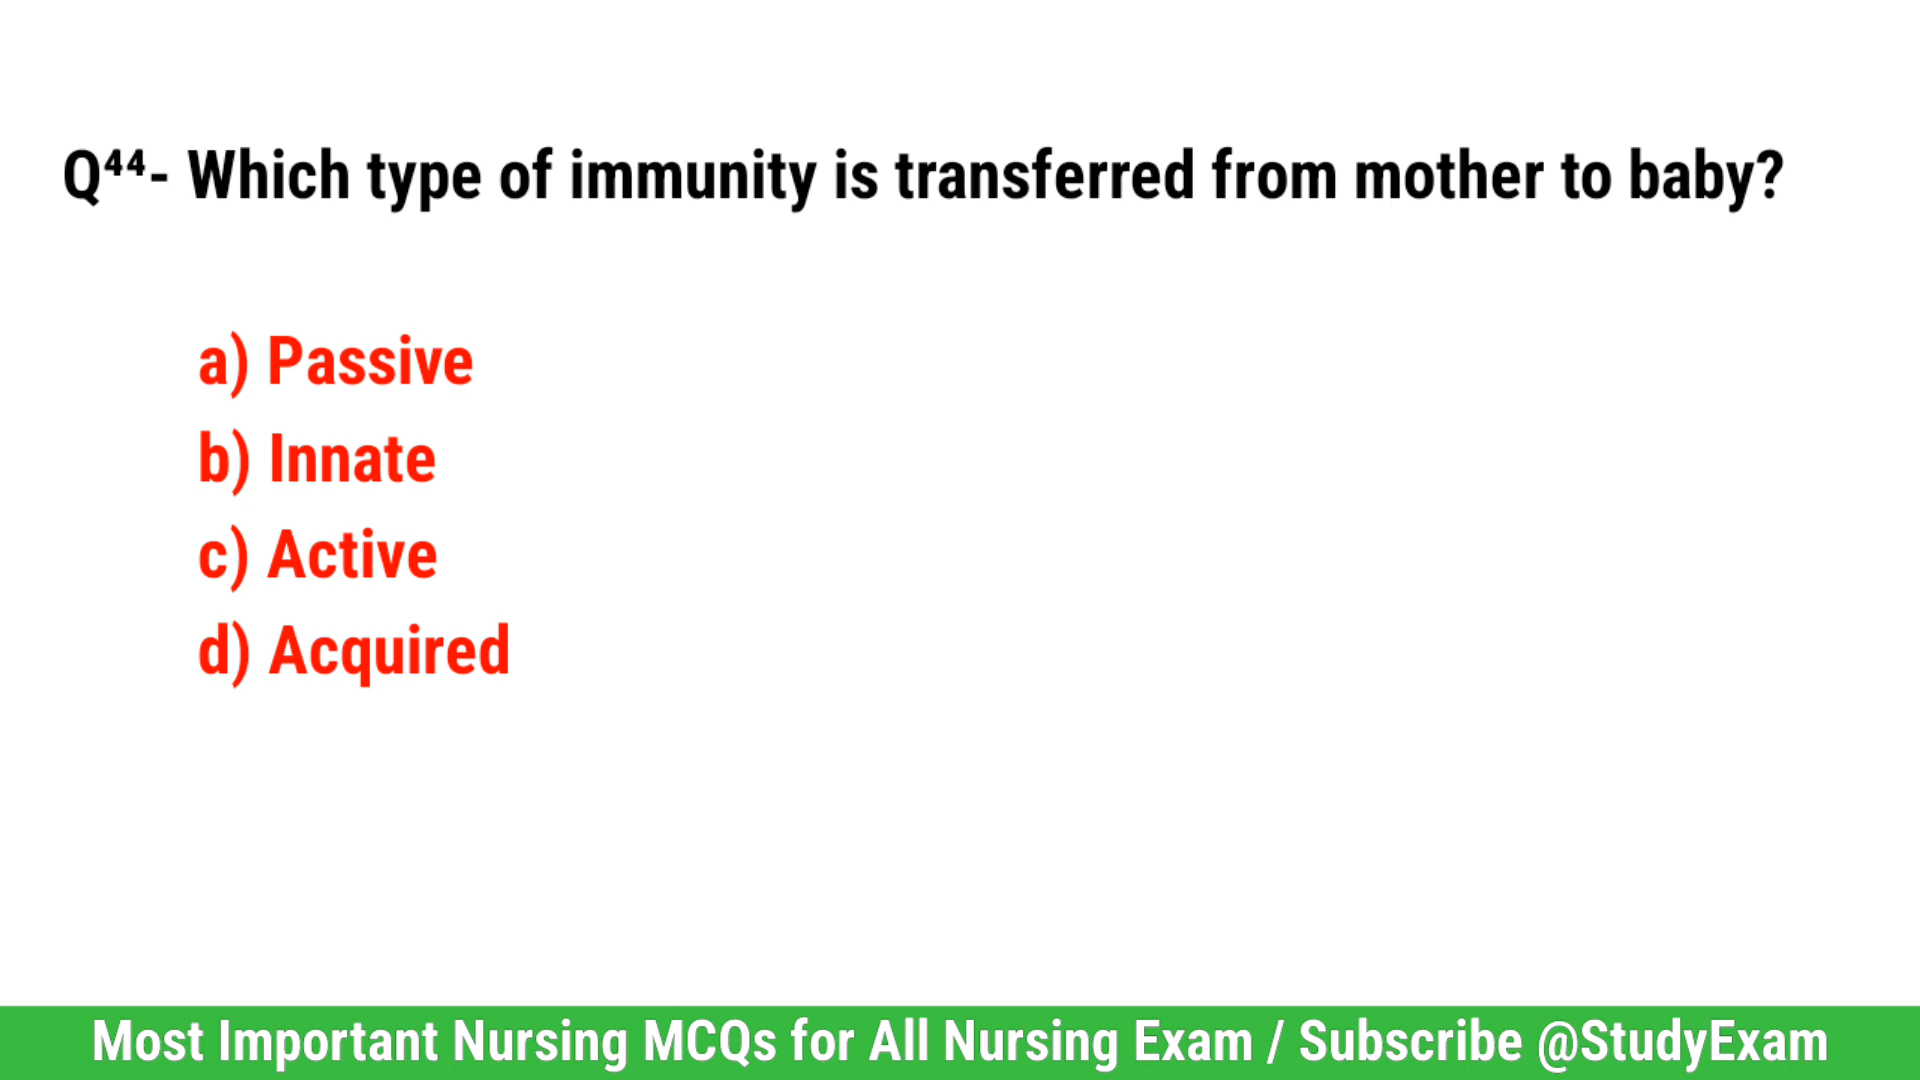 Q⁴⁴- Which type of immunity is transferred from mother to baby?
a) Passive
b) Innate
c) Active
d) Acquired
Most Important Nursing MCQs for All Nursing Exam / Subscribe @StudyExam